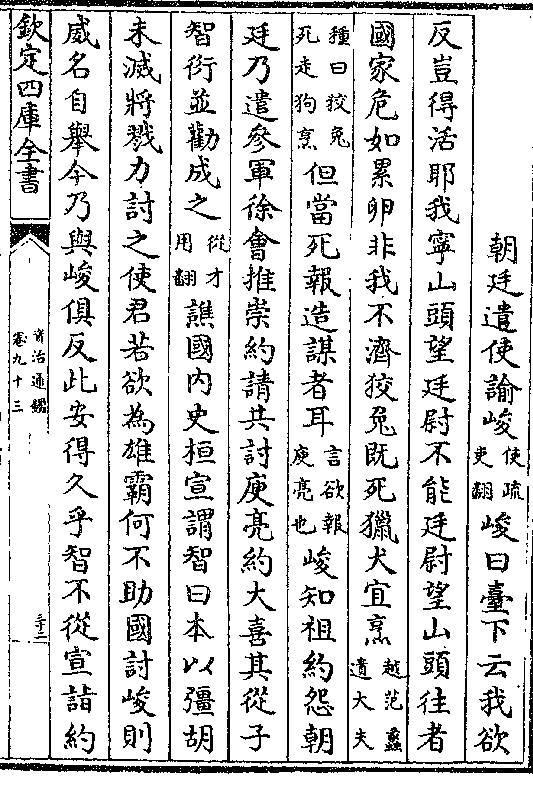 朝廷遣使諭峻使疏吏翻峻曰臺下云我欲
反豈得活耶我寧山頭望廷尉不能廷尉望山頭往者
國家危如累卵非我不濟狡兔既死獵犬宜烹越范蠡遺大夫
種曰狡兔死走狗烹但當死報造謀者耳言欲報庾亮也峻知祖約怨朝
廷乃遣參軍徐會推崇約請共討庾亮約大喜其從子
智衍並勸成之從才用翻譙國內史桓宣謂智曰本以彊胡
未滅將戮力討之使君若欲為雄霸何不助國討峻則
威名自舉今乃與峻俱反此安得久乎智不從宣詣約
欽定四庫全書
資治通鑑
卷九十三